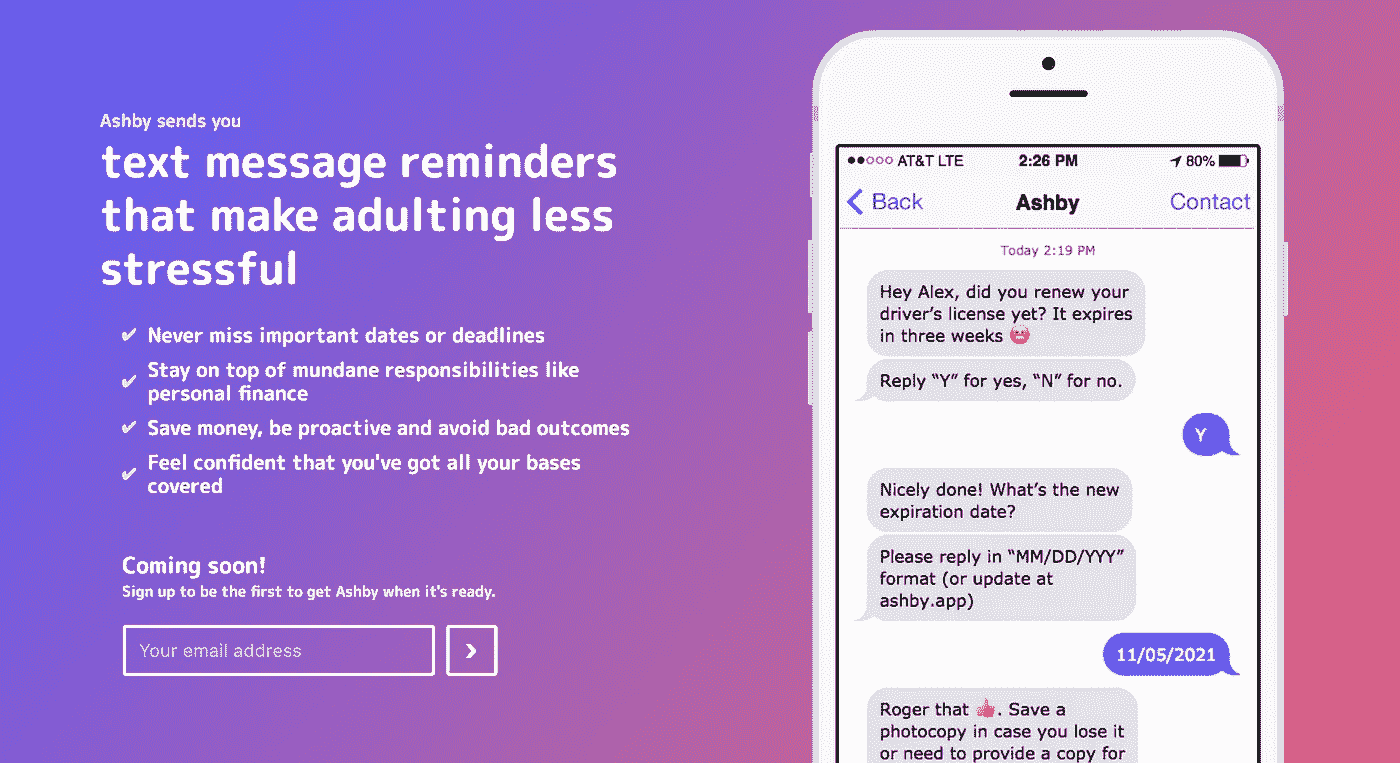 Ashby sends you
text message reminders
that make adulting less
stressful
✔ Never miss important dates or deadlines
✔ Stay on top of mundane responsibilities like
personal finance
✔ Save money, be proactive and avoid bad outcomes
✔ Feel confident that you've got all your bases
covered
Coming soon!
Sign up to be the first to get Ashby when it's ready.
Your email address
AT&T LTE 2:26 PM 80%
Back Ashby Contact
Today 2:19 PM
Hey Alex, did you renew your
driver’s license yet? It expires
in three weeks
Reply “Y” for yes, “N” for no.
Y
Nicely done! What’s the new
expiration date?
Please reply in “MM/DD/YYY”
format (or update at
ashby.app)
11/05/2021
Roger that 👍. Save a
photocopy in case you lose it
or need to provide a copy for